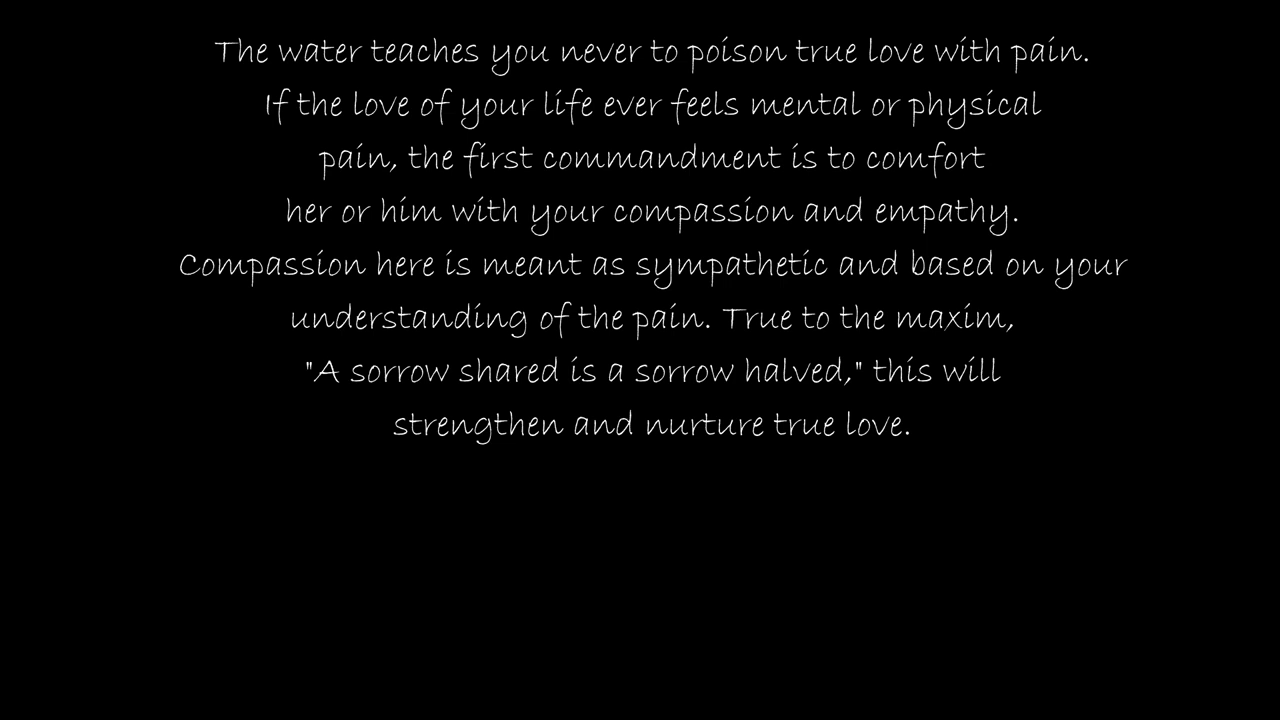 The water teaches you never to poison true love with pain.
If the love of your life ever feels mental or physical
pain, the first commandment is to comfort
her or him with your compassion and empathy.
Compassion here is meant as sympathetic and based on your
understanding of the pain. True to the maxim,
"A sorrow shared is a sorrow halved," this will
strengthen and nurture true love.